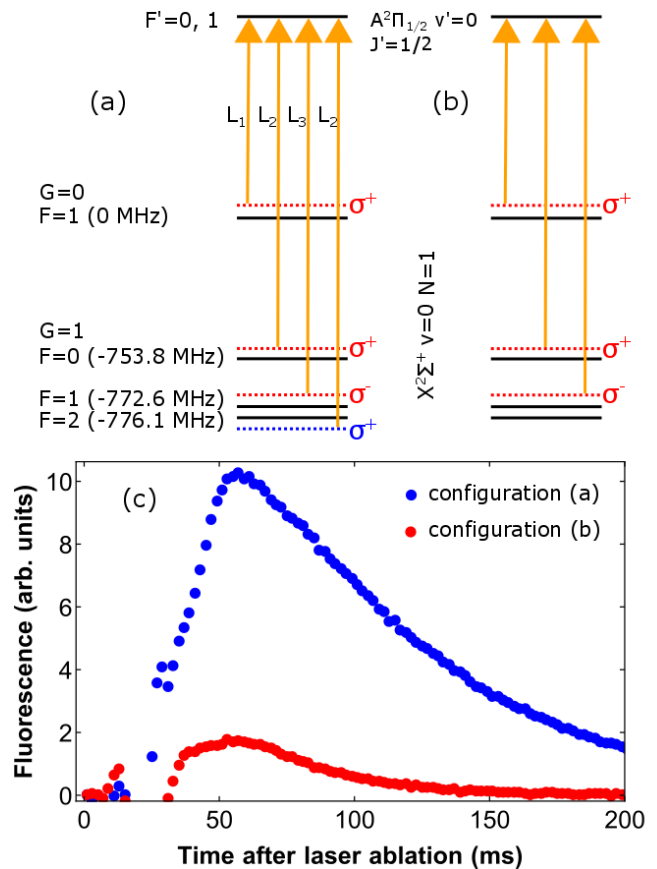 F'=0, 1
A²Π₁/₂ v'=0
J'=1/2
(a)
(b)
L₁ L₂ L₃ L₂
G=0
F=1 (0 MHz)
σ⁺
σ⁺
X²Σ⁺ v=0 N=1
G=1
F=0 (-753.8 MHz)
σ⁺
σ⁺
F=1 (-772.6 MHz)
σ⁻
σ⁻
F=2 (-776.1 MHz)
σ⁺
(c)
configuration (a)
configuration (b)
Fluorescence (arb. units)
10
8
6
4
2
0
0 50 100 150 200
Time after laser ablation (ms)